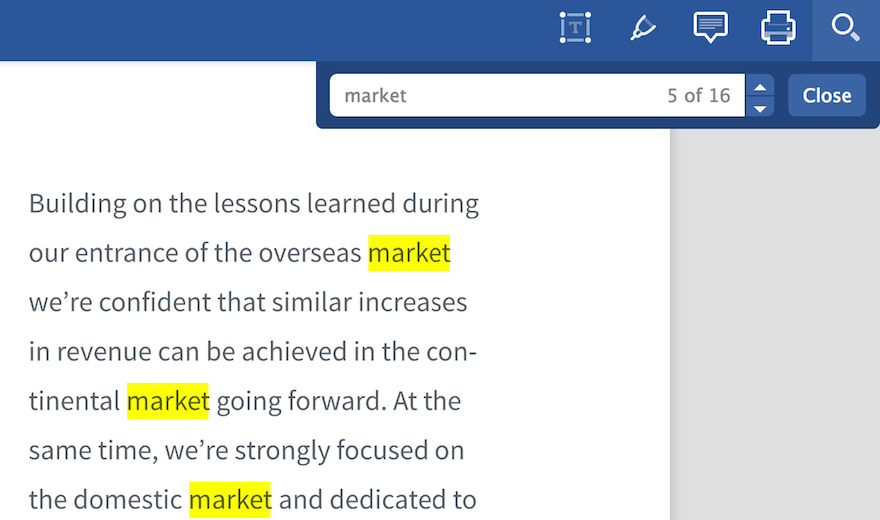 T
market 5 of 16 Close
Building on the lessons learned during
our entrance of the overseas market
we’re confident that similar increases
in revenue can be achieved in the con-
tinental market going forward. At the
same time, we’re strongly focused on
the domestic market and dedicated to